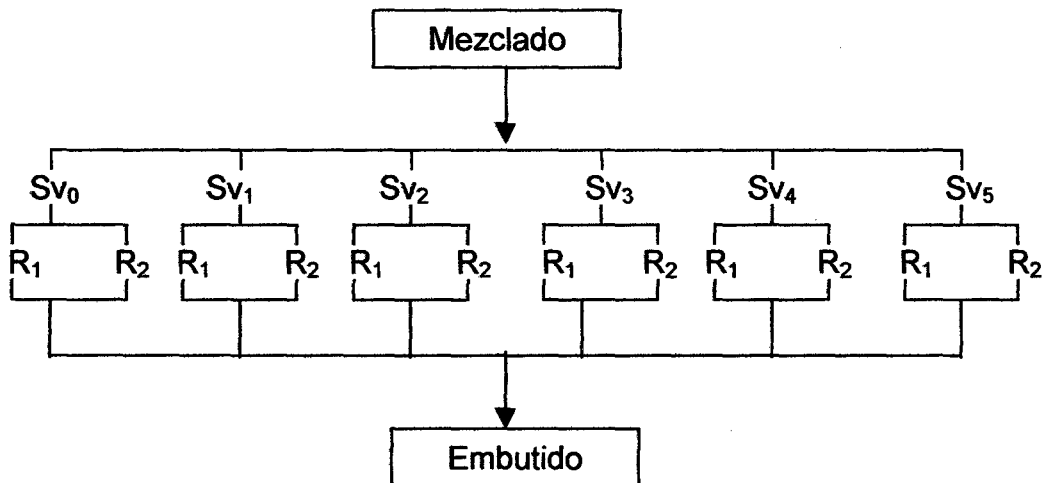 Mezclado
Sv₀ Sv₁ Sv₂ Sv₃ Sv₄ Sv₅
R₁ R₂ R₁ R₂ R₁ R₂ R₁ R₂ R₁ R₂ R₁ R₂
Embutido